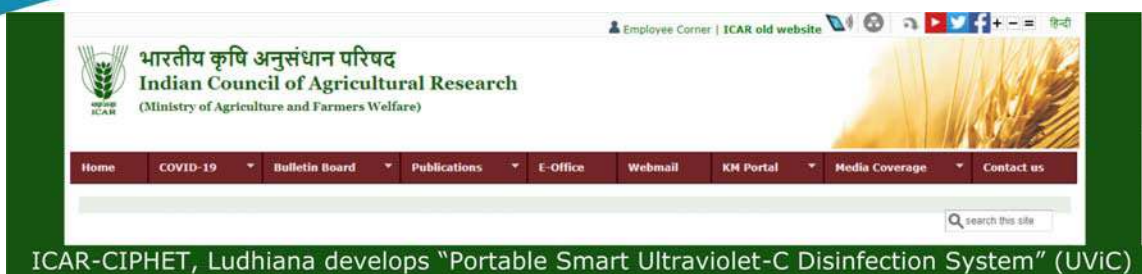 Employee Corner | ICAR old website + - = हिन्दी
भारतीय कृषि अनुसंधान परिषद
Indian Council of Agricultural Research
(Ministry of Agriculture and Farmers Welfare)
ICAR
Home COVID-19 Bulletin Board Publications E-Office Webmail KM Portal Media Coverage Contact us
search this site
ICAR-CIPHET, Ludhiana develops “Portable Smart Ultraviolet-C Disinfection System” (UViC)